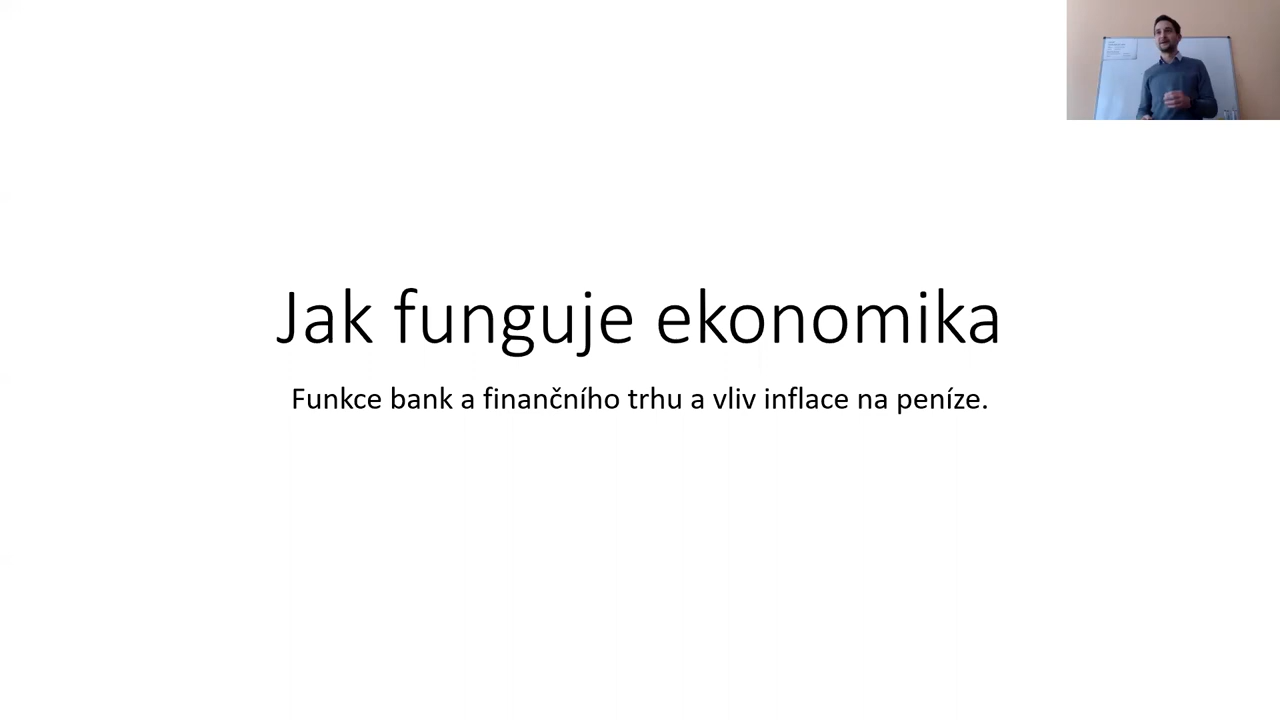 Jak funguje ekonomika
Funkce bank a finančního trhu a vliv inflace na peníze.